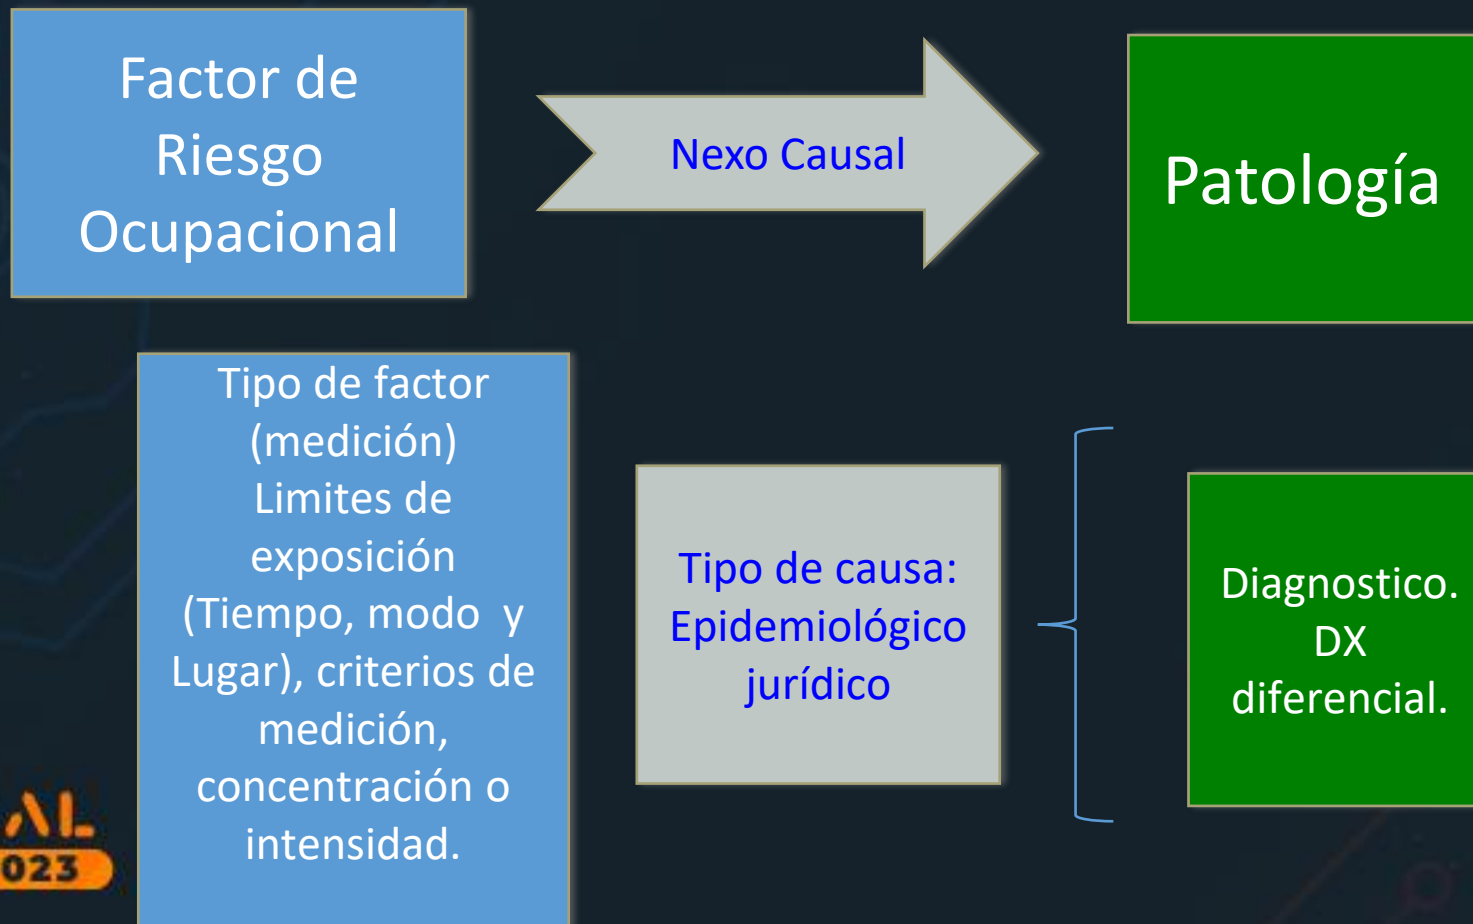 Factor de
Riesgo
Ocupacional
Nexo Causal
Patología
Tipo de factor
(medición)
Limites de
exposición
(Tiempo, modo y
Lugar), criterios de
medición,
concentración o
intensidad.
Tipo de causa:
Epidemiológico
jurídico
Diagnostico.
DX
diferencial.
AL
023